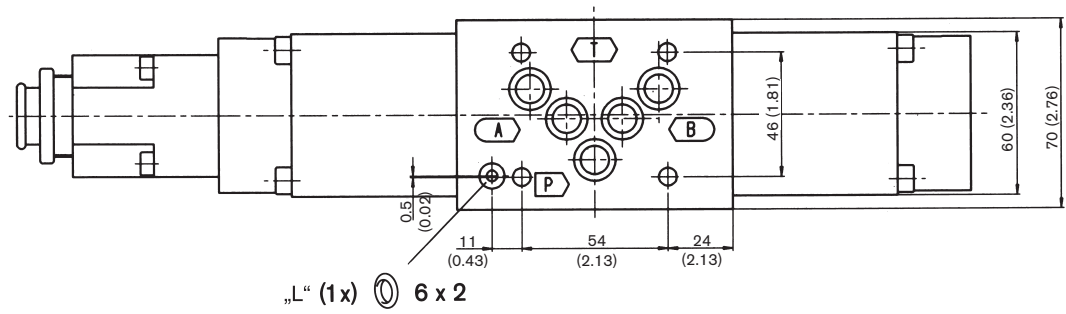 T
A
B
P
46 (1.81)
60 (2.36)
70 (2.76)
0.5
(0.02)
11
(0.43)
54
(2.13)
24
(2.13)
„L“ (1x) 6 x 2